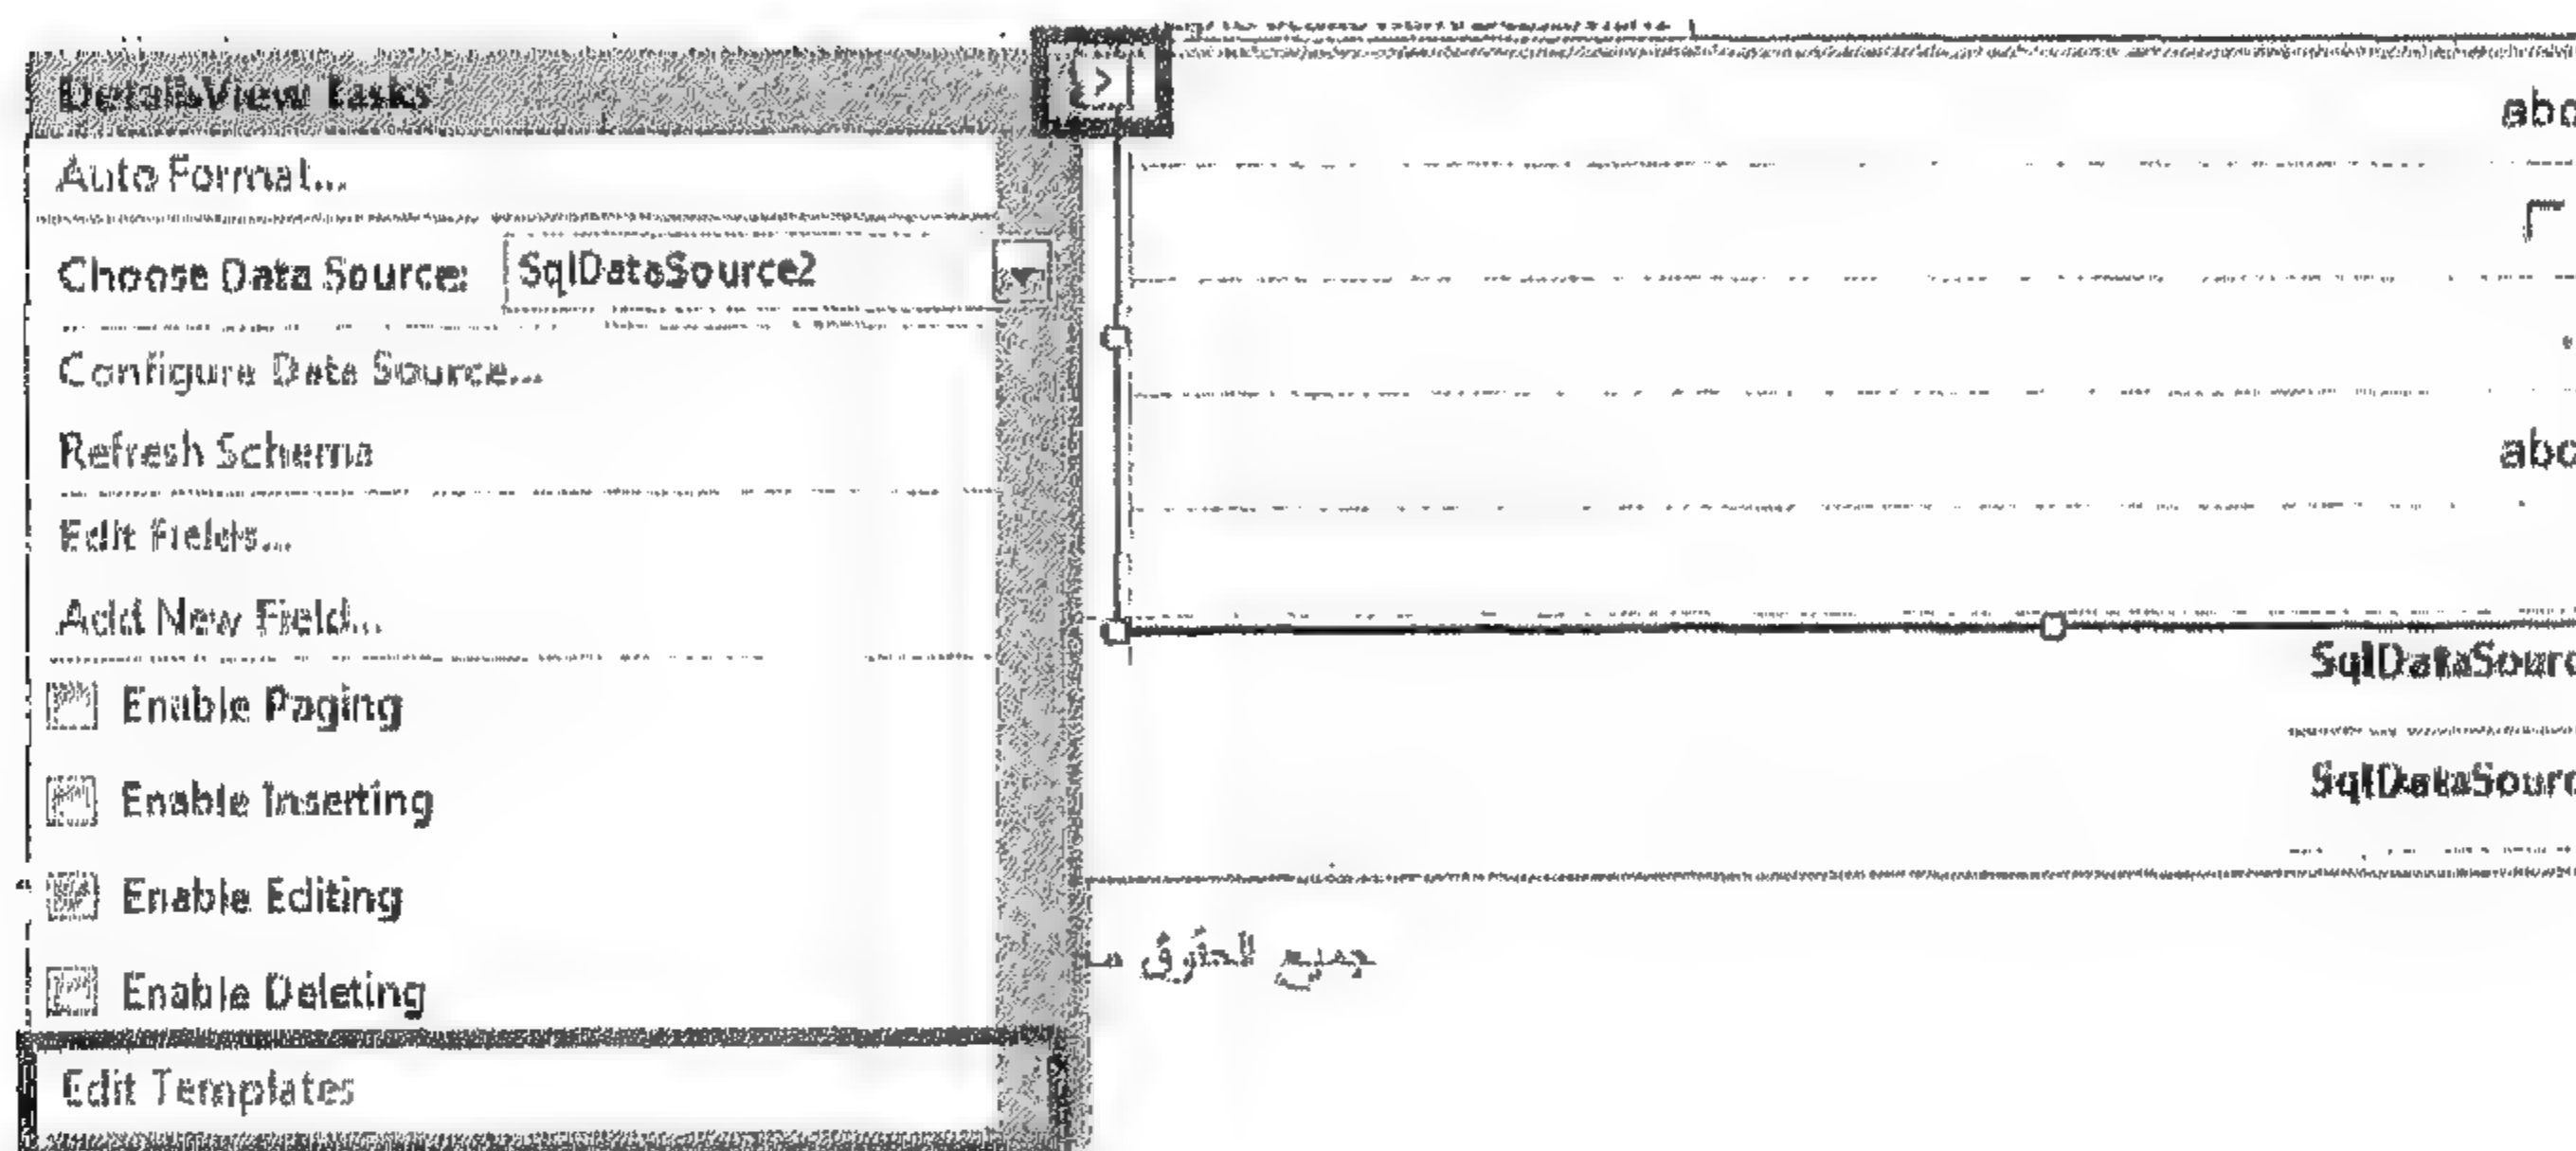 DetailsView Tasks
Auto Format...
Choose Data Source: SqlDataSource2
Configure Data Source...
Refresh Schema
Edit Fields...
Add New Field...
Enable Paging
Enable Inserting
Enable Editing
Enable Deleting
Edit Templates
abc
abc
SqlDataSourc
SqlDataSourc
جميع الحقوق